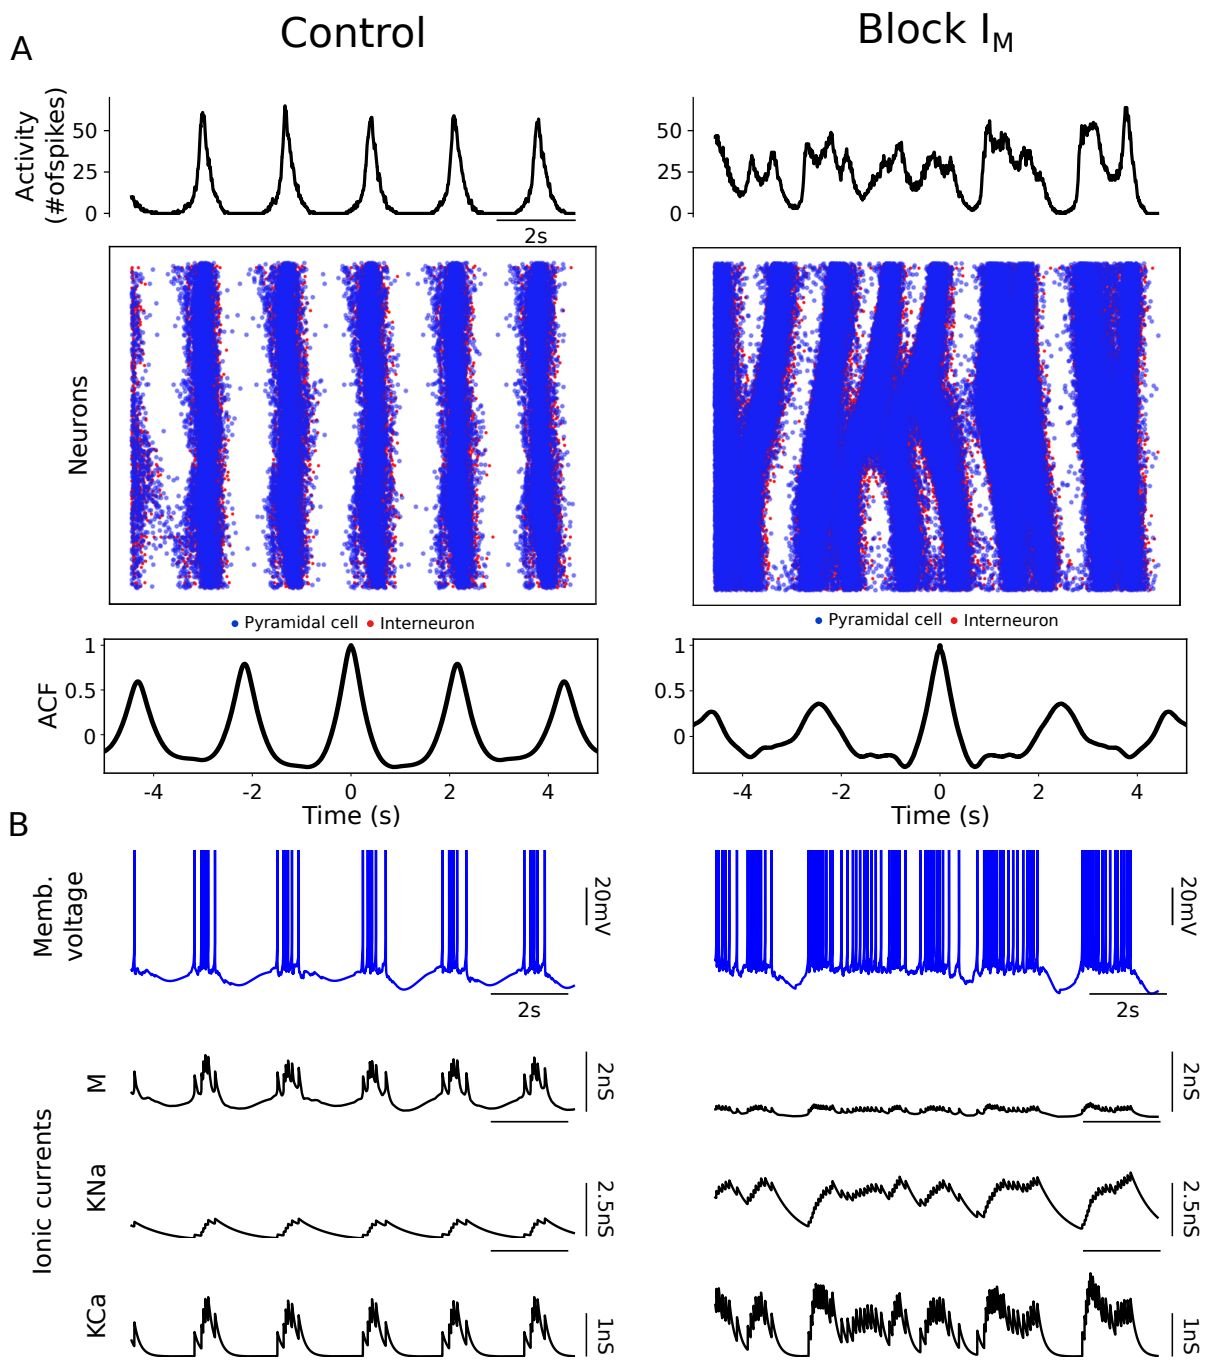 Control
Block IM
A
Activity
(#ofspikes)
50
25
0
2s
50
25
0
Neurons
Pyramidal cell Interneuron
Pyramidal cell Interneuron
ACF
1
0.5
0
-4 -2 0 2 4
Time (s)
1
0.5
0
-4 -2 0 2 4
Time (s)
B
Memb.
voltage
20mV
2s
20mV
2s
Ionic currents
M
2nS
2nS
KNa
2.5nS
2.5nS
KCa
1nS
1nS